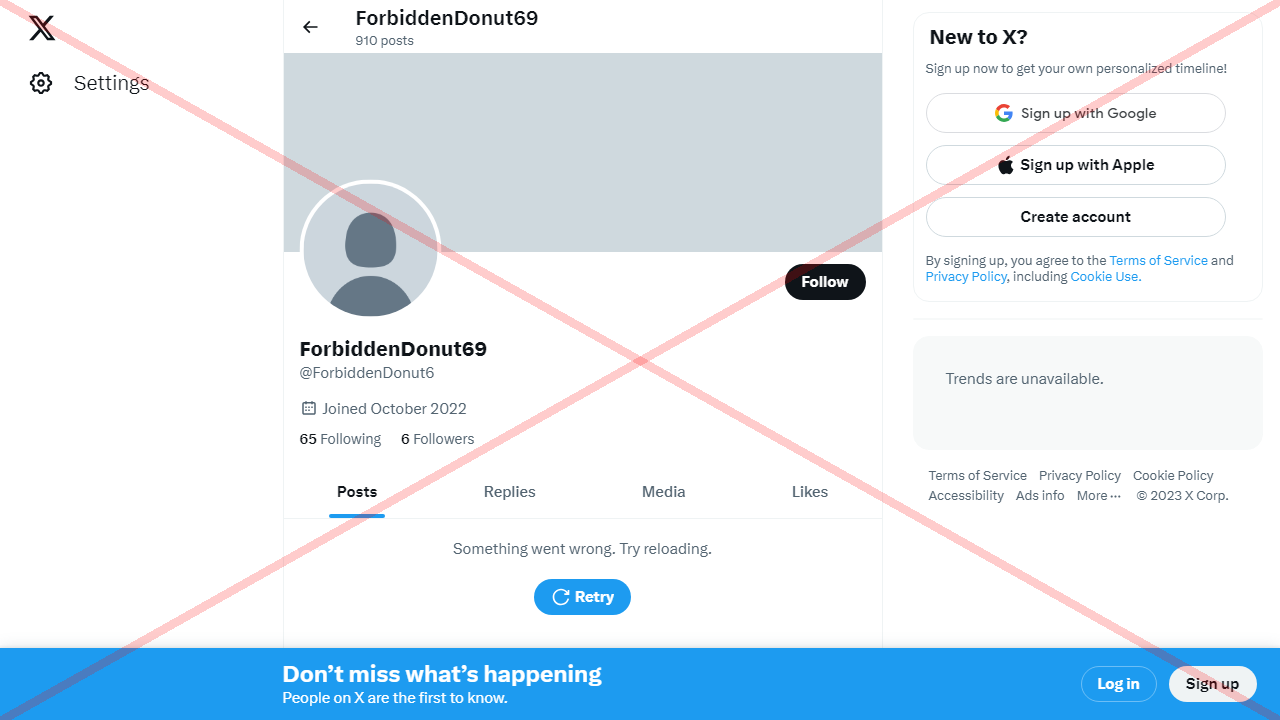 Settings
ForbiddenDonut69
910 posts
Follow
ForbiddenDonut69
@ForbiddenDonut6
Joined October 2022
65 Following 6 Followers
Posts Replies Media Likes
Something went wrong. Try reloading.
Retry
New to X?
Sign up now to get your own personalized timeline!
Sign up with Google
Sign up with Apple
Create account
By signing up, you agree to the Terms of Service and
Privacy Policy, including Cookie Use.
Trends are unavailable.
Terms of Service Privacy Policy Cookie Policy
Accessibility Ads info More ··· © 2023 X Corp.
Don’t miss what’s happening
People on X are the first to know.
Log in Sign up